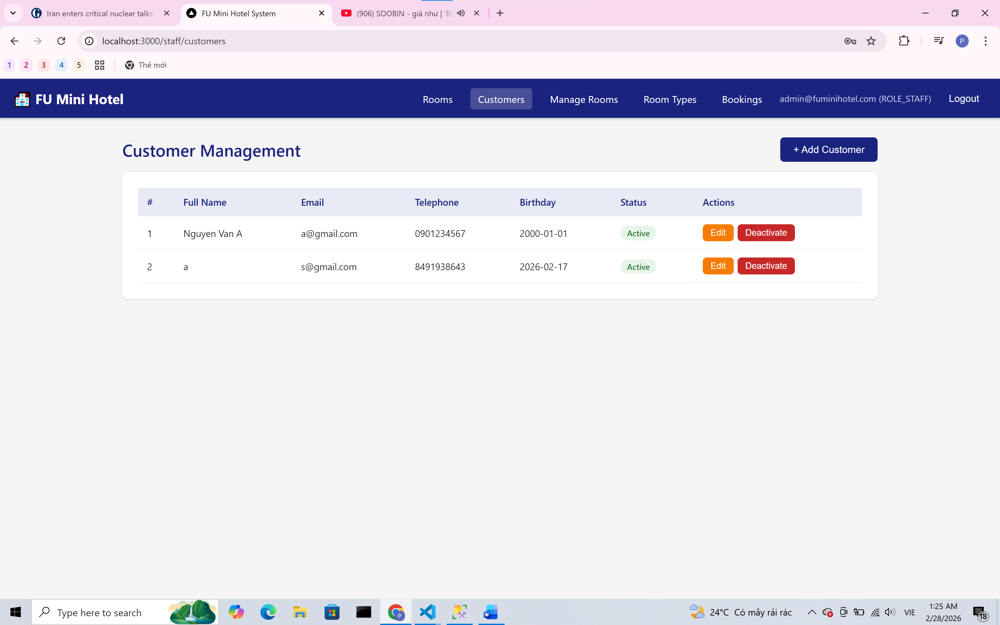 Iran enters critical nuclear talks
FU Mini Hotel System
(906) SOOBIN - giá như | 'BA
localhost:3000/staff/customers
P
1 2 3 4 5 Thẻ mới
FU Mini Hotel
Rooms Customers Manage Rooms Room Types Bookings admin@fuminihotel.com (ROLE_STAFF) Logout
Customer Management
+ Add Customer
# Full Name Email Telephone Birthday Status Actions
1 Nguyen Van A a@gmail.com 0901234567 2000-01-01 Active Edit Deactivate
2 a s@gmail.com 8491938643 2026-02-17 Active Edit Deactivate
Type here to search
P
W
24°C Có mây rải rác
VIE
1:25 AM
2/28/2026
18